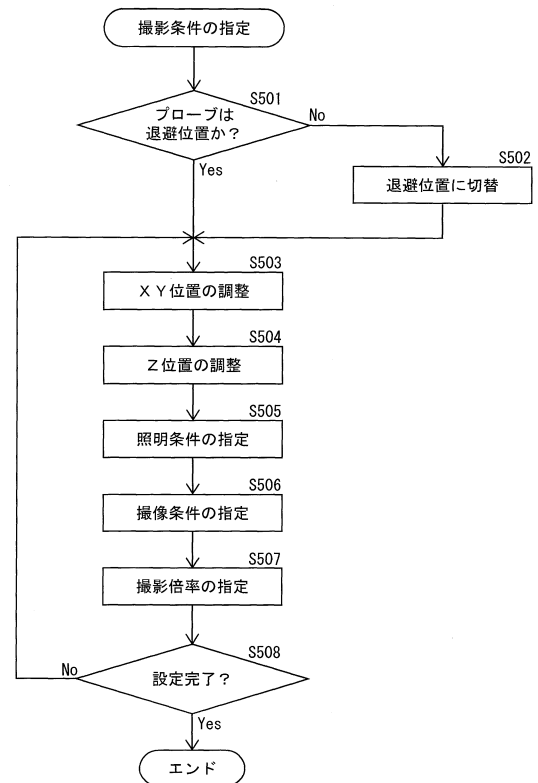 撮影条件の指定
S501
プローブは
退避位置か?
No
Yes
S502
退避位置に切替
S503
XY位置の調整
S504
Z位置の調整
S505
照明条件の指定
S506
撮像条件の指定
S507
撮影倍率の指定
S508
設定完了?
No
Yes
エンド